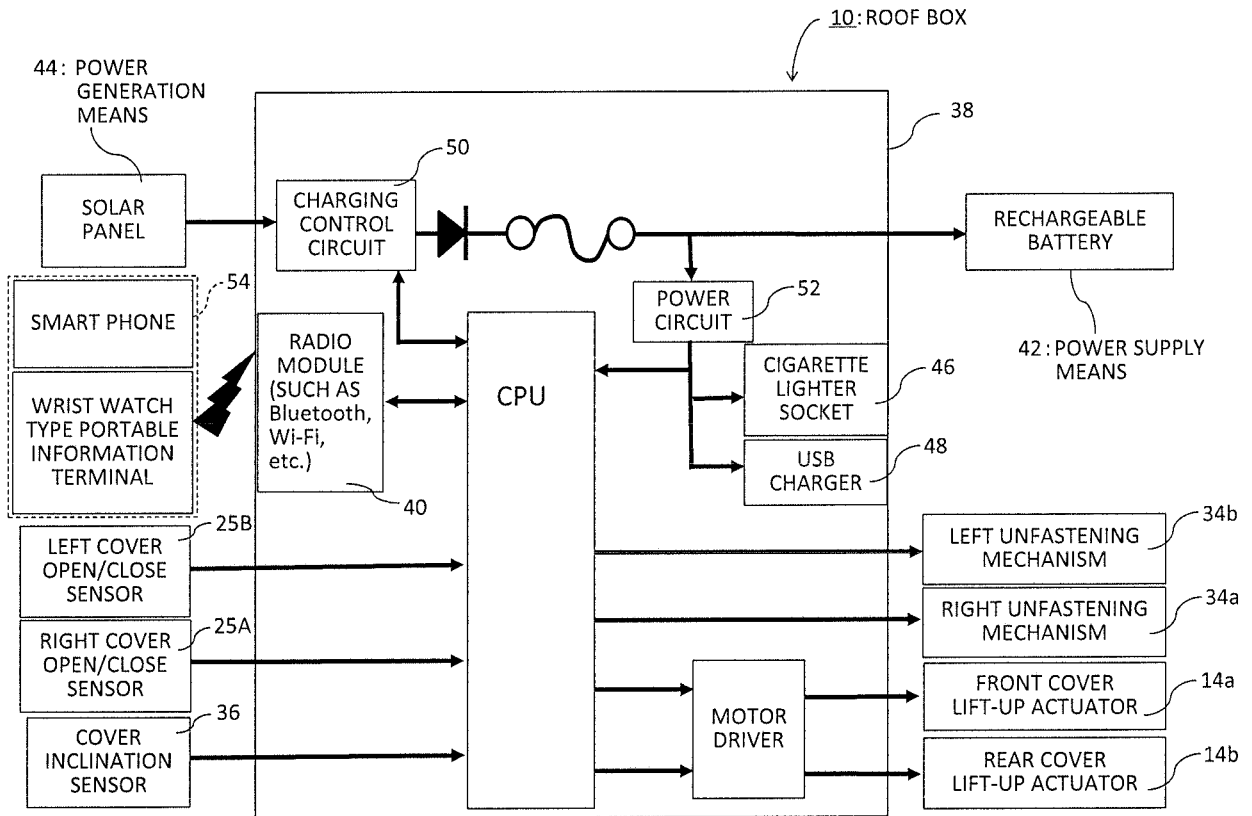 10: ROOF BOX
44: POWER
GENERATION
MEANS
38
50
SOLAR
PANEL
CHARGING
CONTROL
CIRCUIT
RECHARGEABLE
BATTERY
54
52
SMART PHONE
POWER
CIRCUIT
42: POWER SUPPLY
MEANS
WRIST WATCH
TYPE PORTABLE
INFORMATION
TERMINAL
RADIO
MODULE
(SUCH AS
Bluetooth,
Wi-Fi,
etc.)
40
CPU
CIGARETTE
LIGHTER
SOCKET
46
USB
CHARGER
48
25B
LEFT COVER
OPEN/CLOSE
SENSOR
34b
LEFT UNFASTENING
MECHANISM
25A
RIGHT COVER
OPEN/CLOSE
SENSOR
34a
RIGHT UNFASTENING
MECHANISM
36
COVER
INCLINATION
SENSOR
MOTOR
DRIVER
14a
FRONT COVER
LIFT-UP ACTUATOR
14b
REAR COVER
LIFT-UP ACTUATOR